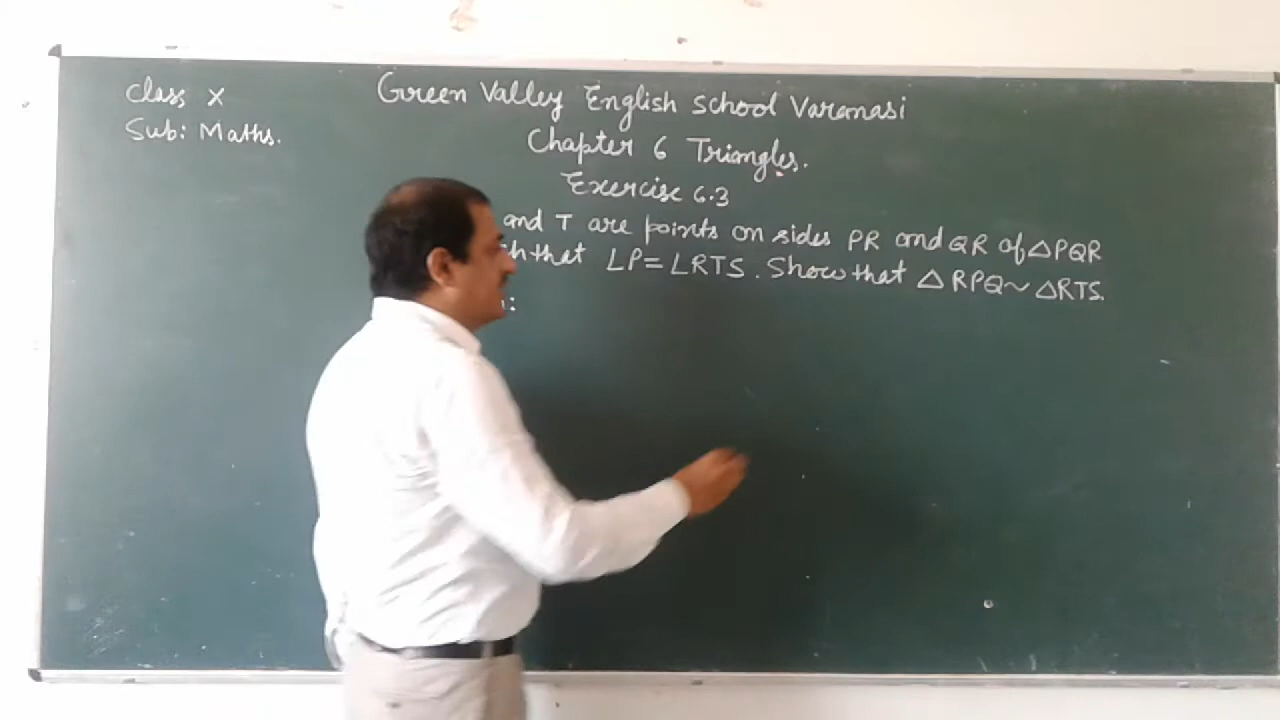 Class X
Sub: Maths.
Green Valley English School Varanasi
Chapter 6 Triangles.
Exercise 6.3
and T are points on sides PR and QR of △PQR
that ∠P=∠RTS. Show that △RPQ~△RTS.